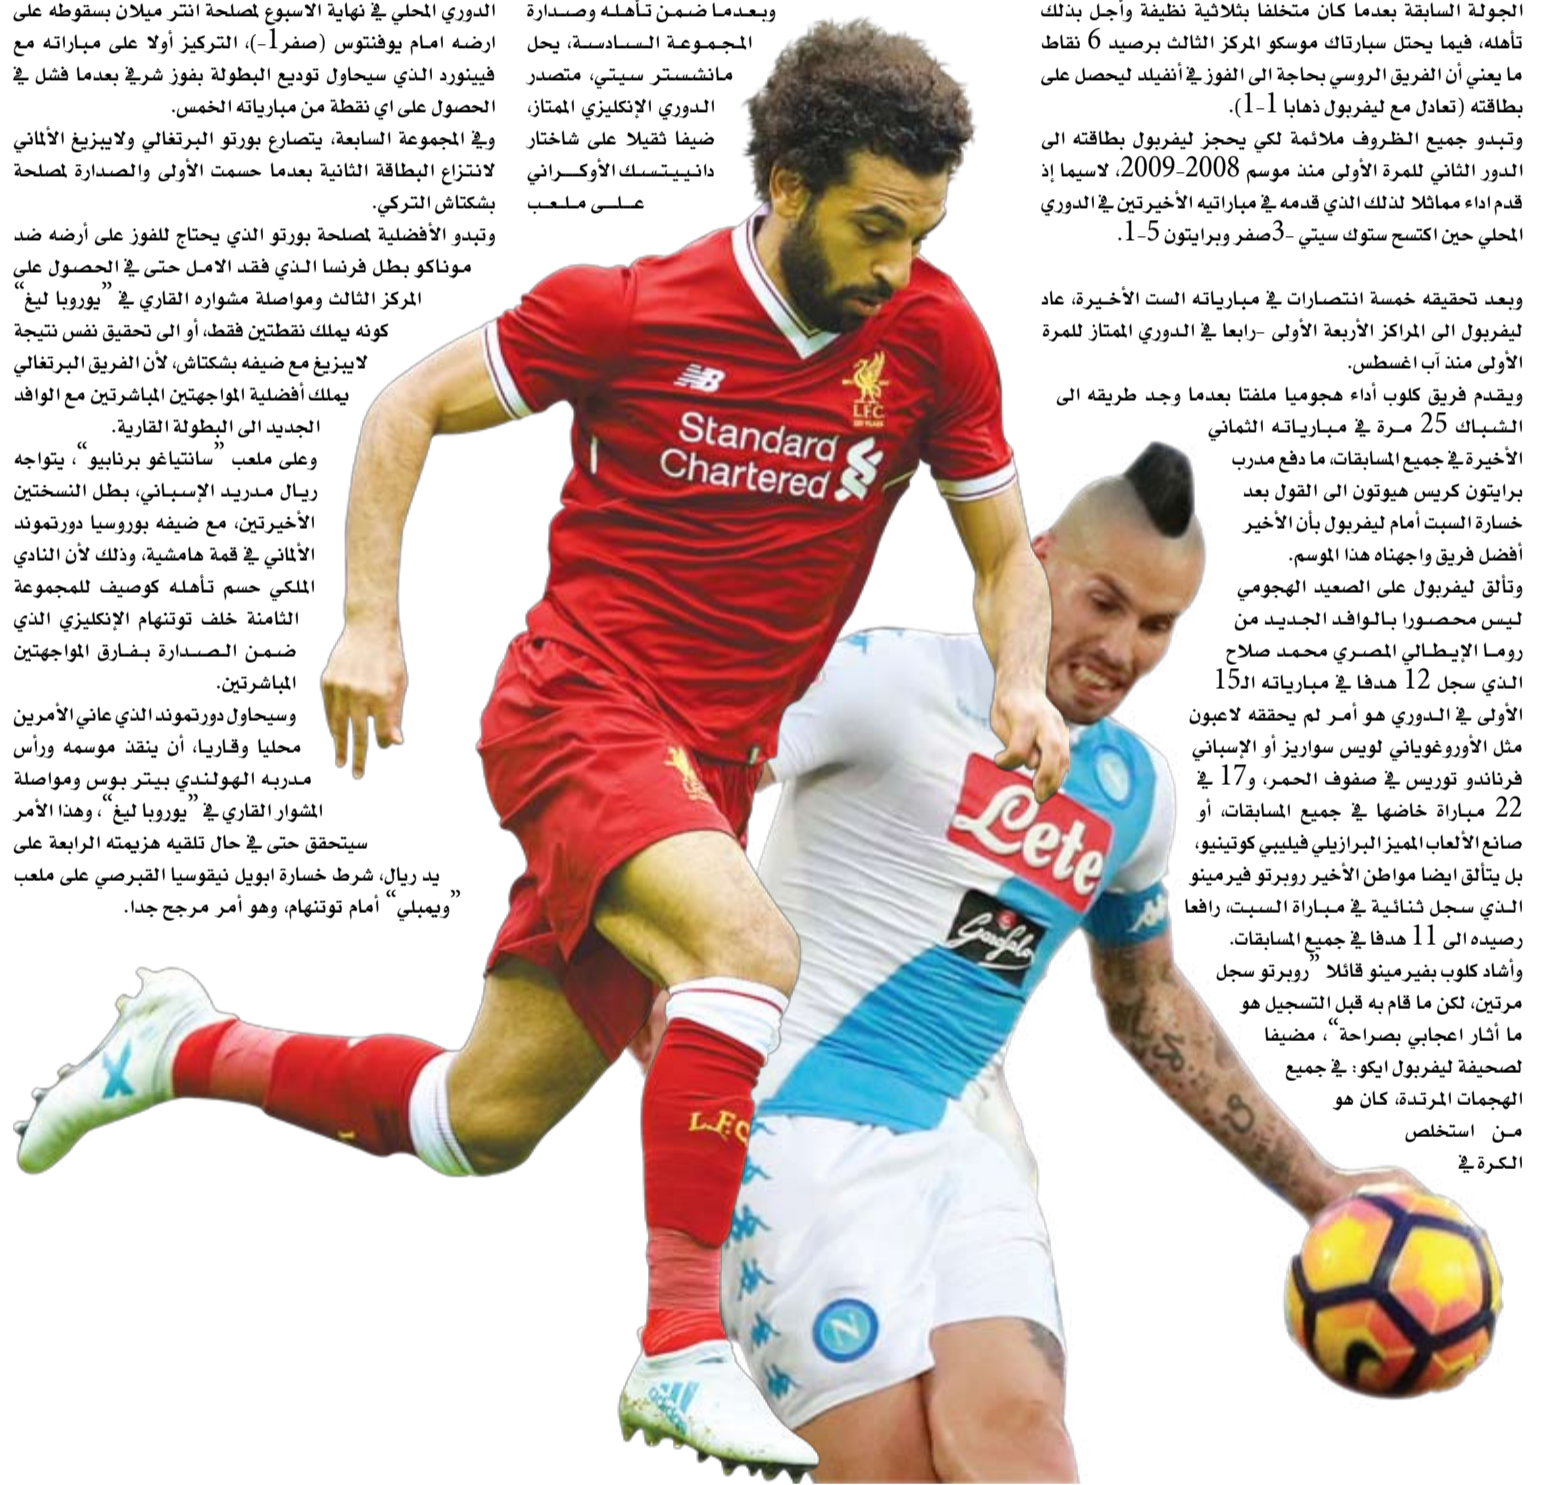 الجولة السابقة بعدما كان متخلفا بثلاثية نظيفة وأجل بذلك
تأهله، فيما يحتل سبارتاك موسكو المركز الثالث برصيد 6 نقاط
ما يعني أن الفريق الروسي بحاجة الى الفوز في أنفيلد ليحصل على
بطاقته (تعادل مع ليفربول ذهابا 1-1).
وتبدو جميع الظروف ملائمة لكي يحجز ليفربول بطاقته الى
الدور الثاني للمرة الأولى منذ موسم 2008-2009، لاسيما إذ
قدم اداء مماثلا لذلك الذي قدمه في مباراتيه الأخيرتين في الدوري
المحلي حين اكتسح ستوك سيتي -3صفر وبرايتون 5-1.
وبعد تحقيقه خمسة انتصارات في مبارياته الست الأخيرة، عاد
ليفربول الى المراكز الأربعة الأولى -رابعا في الدوري الممتاز للمرة
الأولى منذ آب اغسطس.
ويقدم فريق كلوب أداء هجوميا ملفتا بعدما وجد طريقه الى
الشباك 25 مرة في مبارياته الثماني
الأخيرة في جميع المسابقات، ما دفع مدرب
برايتون كريس هيوتون الى القول بعد
خسارة السبت أمام ليفربول بأن الأخير
أفضل فريق واجهناه هذا الموسم.
وتألق ليفربول على الصعيد الهجومي
ليس محصورا بالوافد الجديد من
روما الإيطالي المصري محمد صلاح
الذي سجل 12 هدفا في مبارياته الـ15
الأولى في الدوري هو أمر لم يحققه لاعبون
مثل الأوروغوياني لويس سواريز أو الإسباني
فرناندو توريس في صفوف الحمر، و17 في
22 مباراة خاضها في جميع المسابقات، أو
صانع الألعاب المميز البرازيلي فيليبي كوتينيو،
بل يتألق ايضا مواطن الأخير روبرتو فيرمينو
الذي سجل ثنائية في مباراة السبت، رافعا
رصيده الى 11 هدفا في جميع المسابقات.
وأشاد كلوب بفيرمينو قائلا ”روبرتو سجل
مرتين، لكن ما قام به قبل التسجيل هو
ما أثار اعجابي بصراحة“، مضيفا
لصحيفة ليفربول ايكو: في جميع
الهجمات المرتدة، كان هو
من استخلص
الكرة في
وبعدما ضمن تأهله وصدارة
المجموعة السادسة، يحل
مانشستر سيتي، متصدر
الدوري الإنكليزي الممتاز،
ضيفا ثقيلا على شاختار
دانييتسك الأوكراني
على ملعب
الدوري المحلي في نهاية الاسبوع لمصلحة انتر ميلان بسقوطه على
ارضه امام يوفنتوس (صفر1-)، التركيز أولا على مباراته مع
فيينورد الذي سيحاول توديع البطولة بفوز شرفي بعدما فشل في
الحصول على اي نقطة من مبارياته الخمس.
وفي المجموعة السابعة، يتصارع بورتو البرتغالي ولايبزيغ الألماني
لانتزاع البطاقة الثانية بعدما حسمت الأولى والصدارة لمصلحة
بشكتاش التركي.
وتبدو الأفضلية لمصلحة بورتو الذي يحتاج للفوز على أرضه ضد
موناكو بطل فرنسا الذي فقد الامل حتى في الحصول على
المركز الثالث ومواصلة مشواره القاري في ”يوروبا ليغ“
كونه يملك نقطتين فقط، أو الى تحقيق نفس نتيجة
لايبزيغ مع ضيفه بشكتاش، لأن الفريق البرتغالي
يملك أفضلية المواجهتين المباشرتين مع الوافد
الجديد الى البطولة القارية.
وعلى ملعب ”سانتياغو برنابيو“، يتواجه
ريال مدريد الإسباني، بطل النسختين
الأخيرتين، مع ضيفه بوروسيا دورتموند
الألماني في قمة هامشية، وذلك لأن النادي
الملكي حسم تأهله كوصيف للمجموعة
الثامنة خلف توتنهام الإنكليزي الذي
ضمن الصدارة بفارق المواجهتين
المباشرتين.
وسيحاول دورتموند الذي عاني الأمرين
محليا وقاريا، أن ينقذ موسمه ورأس
مدربه الهولندي بيتر بوس ومواصلة
المشوار القاري في ”يوروبا ليغ“، وهذا الأمر
سيتحقق حتى في حال تلقيه هزيمته الرابعة على
يد ريال، شرط خسارة ابويل نيقوسيا القبرصي على ملعب
”ويمبلي“ أمام توتنهام، وهو أمر مرجح جدا.
NB
LFC
Standard
Chartered
Lete
Garofalo
L.F.C
N